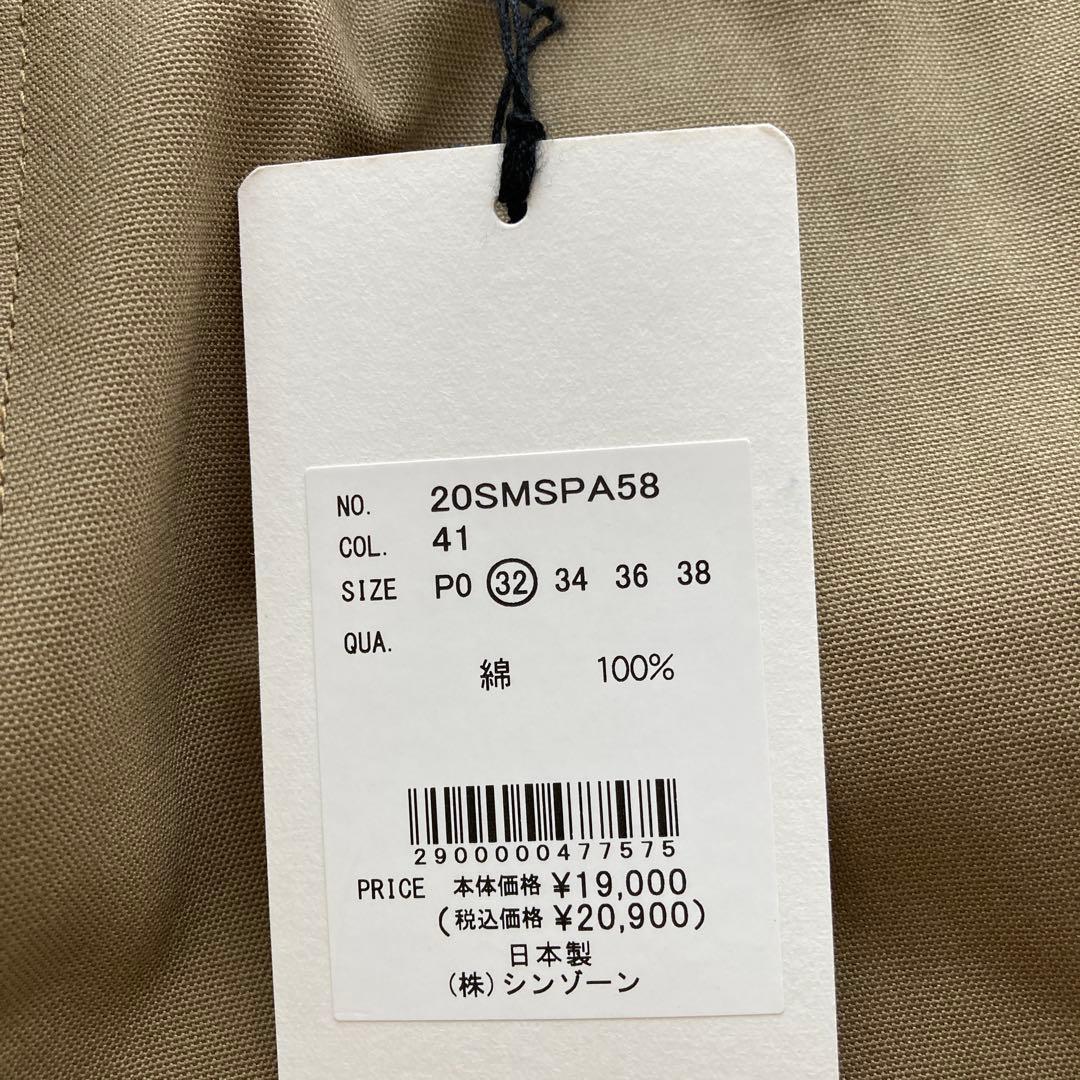 NO. 20SMSPA58
COL. 41
SIZE P0 32 34 36 38
QUA.
綿 100%
2900000477575
PRICE 本体価格 ¥19,000
(税込価格 ¥20,900)
日本製
(株)シンゾーン